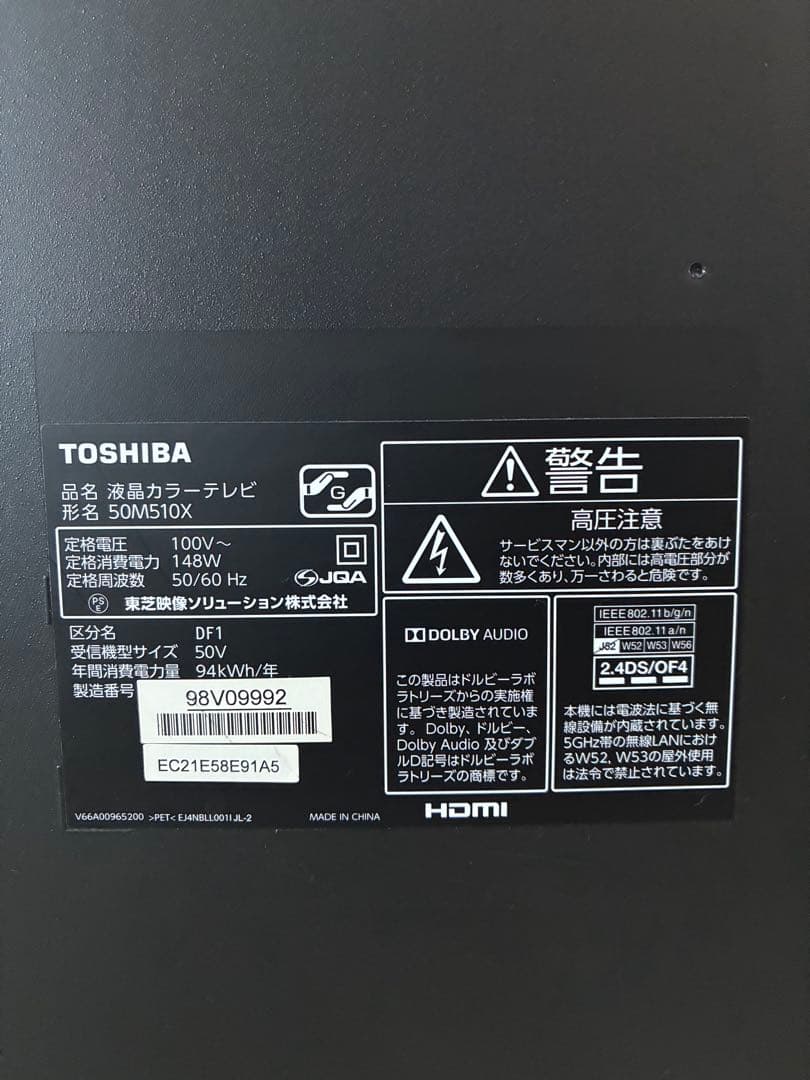 TOSHIBA
品名 液晶カラーテレビ
形名 50M510X
G
定格電圧 100V～
定格消費電力 148W
定格周波数 50/60 Hz
JQA
PS
E
東芝映像ソリューション株式会社
区分名 DF1
受信機型サイズ 50V
年間消費電力量 94kWh/年
製造番号
98V09992
EC21E58E91A5
V66A00965200 >PET< EJ4NBLL001I JL-2
MADE IN CHINA
警告
高圧注意
サービスマン以外の方は裏ぶたをあけ
ないでください。内部には高電圧部分が
数多くあり、万一さわると危険です。
DOLBY AUDIO
この製品はドルビーラボ
ラトリーズからの実施権
に基づき製造されていま
す。Dolby、ドルビー、
Dolby Audio 及びダブ
ルD記号はドルビーラボ
ラトリーズの商標です。
HDMI
IEEE802.11b/g/n
IEEE802.11a/n
J52 W52 W53 W56
2.4DS/OF4
本機には電波法に基づく無
線設備が内蔵されています。
5GHz帯の無線LANにおけ
るW52、W53の屋外使用
は法令で禁止されています。